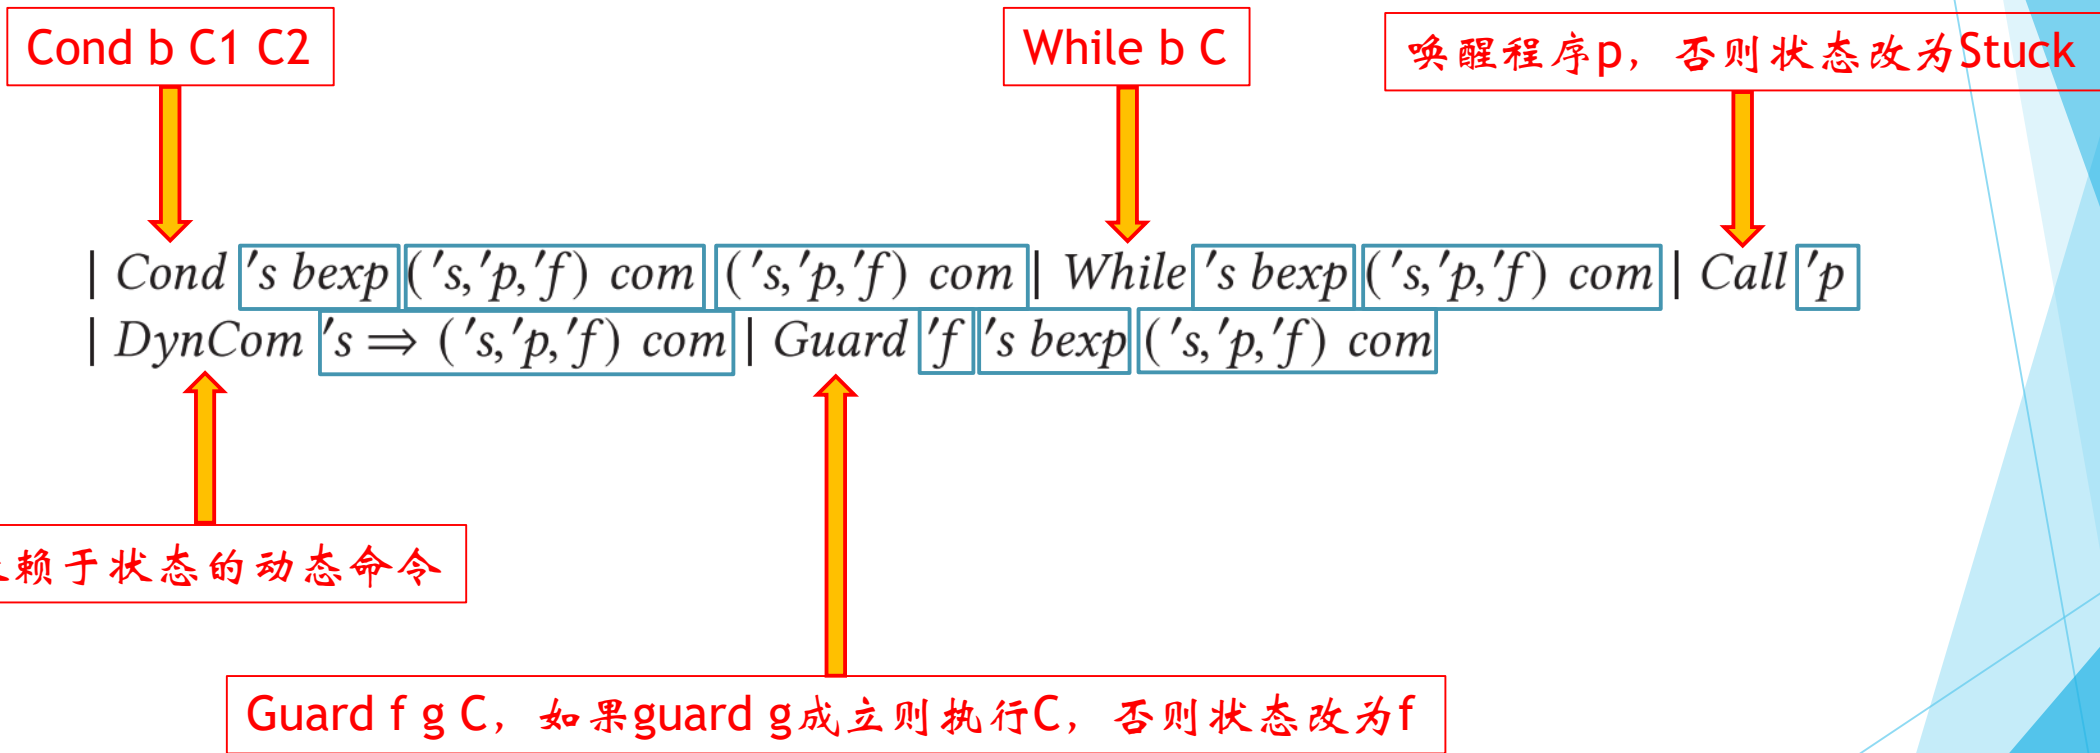 Cond b C1 C2
While b C
唤醒程序p，否则状态改为Stuck
| Cond 's bexp ('s,'p,'f) com ('s,'p,'f) com | While 's bexp ('s,'p,'f) com | Call 'p
| DynCom 's ⇒ ('s,'p,'f) com | Guard 'f 's bexp ('s,'p,'f) com
赖于状态的动态命令
Guard f g C，如果guard g成立则执行C，否则状态改为f